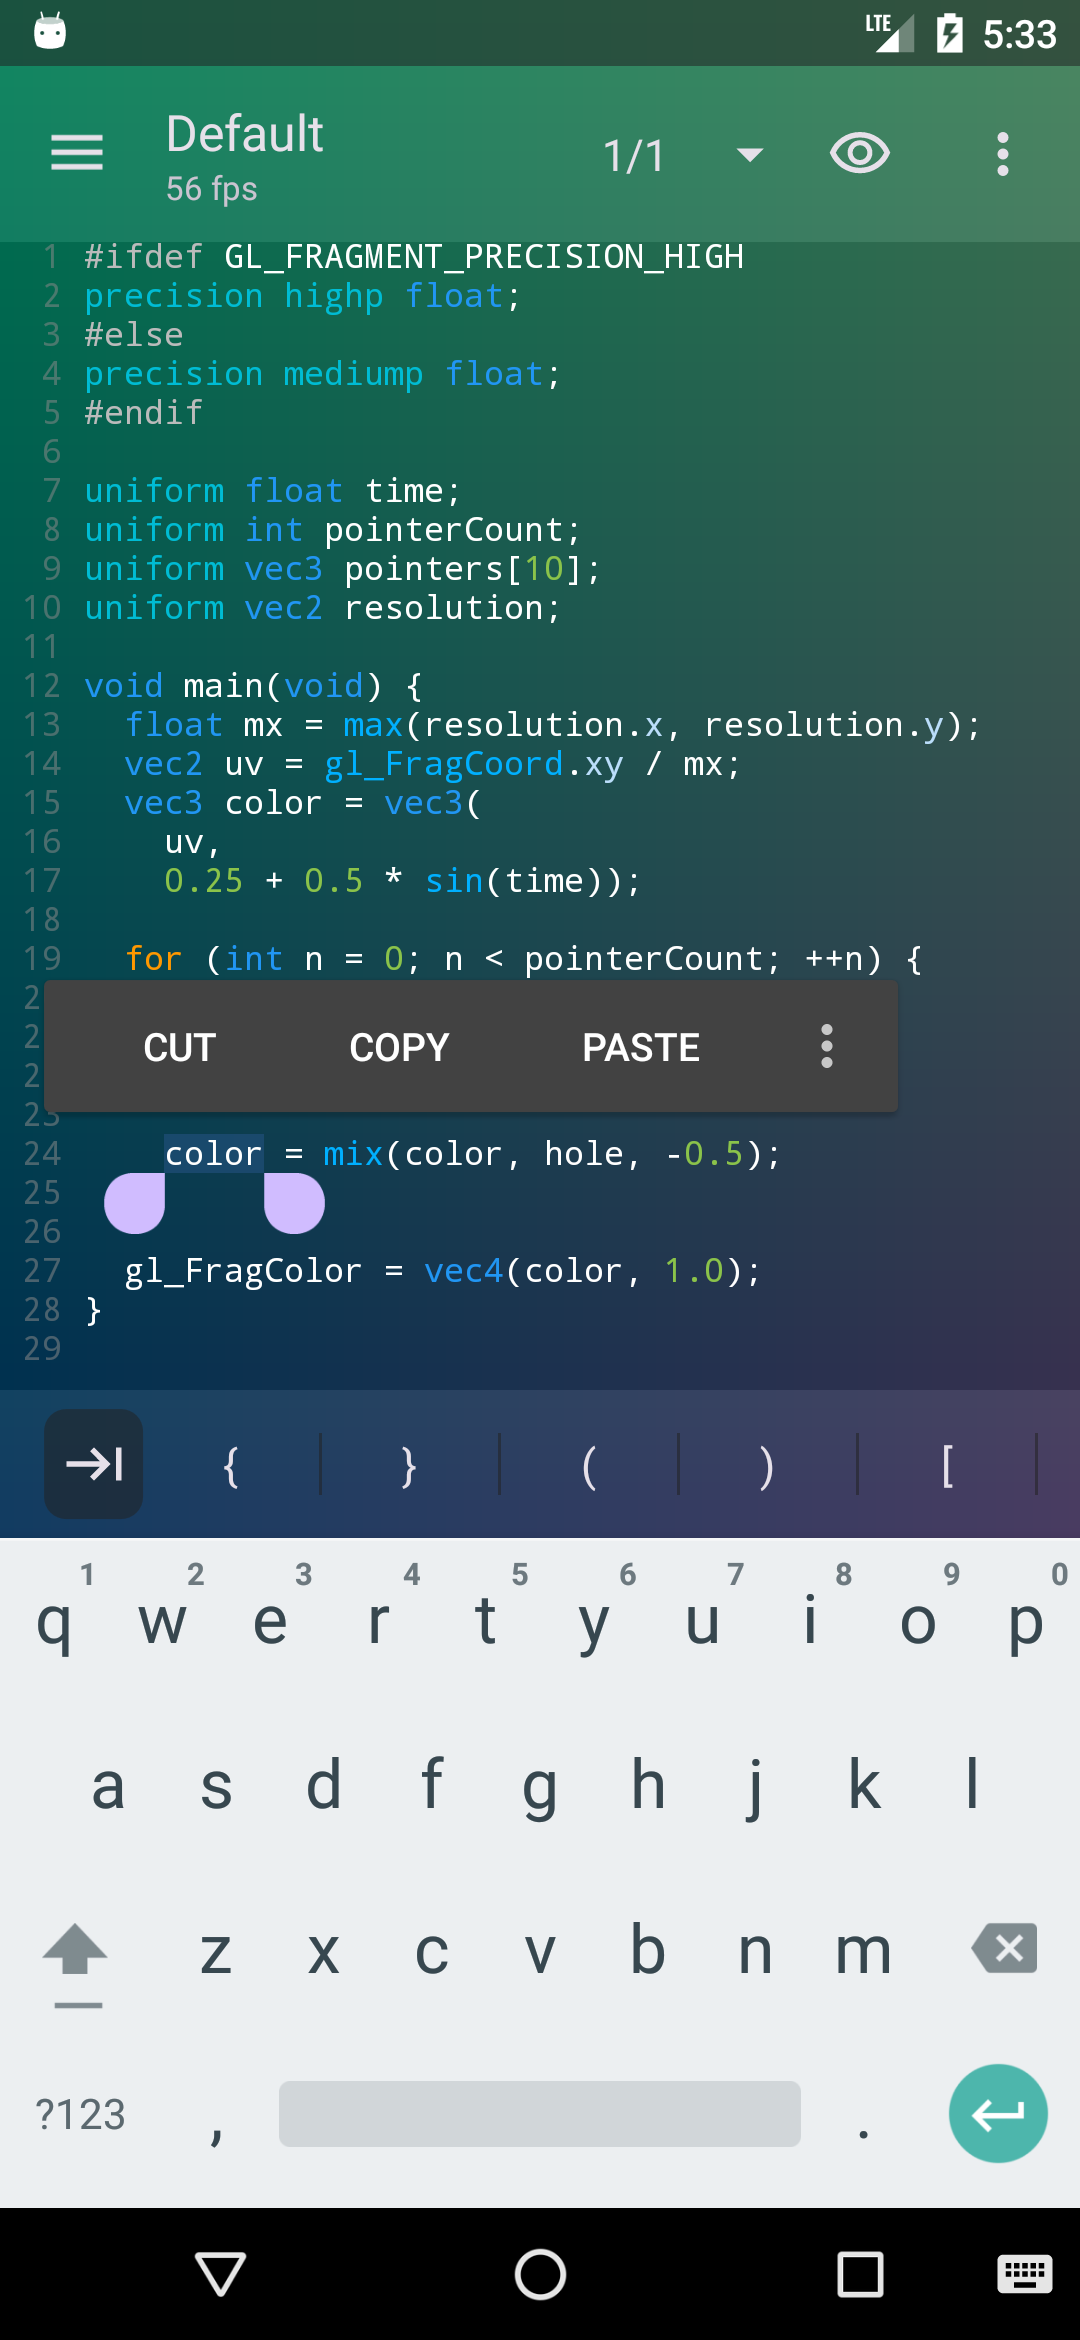 LTE 5:33
Default
56 fps
1/1
1 #ifdef GL_FRAGMENT_PRECISION_HIGH
2 precision highp float;
3 #else
4 precision mediump float;
5 #endif
6
7 uniform float time;
8 uniform int pointerCount;
9 uniform vec3 pointers[10];
10 uniform vec2 resolution;
11
12 void main(void) {
13 float mx = max(resolution.x, resolution.y);
14 vec2 uv = gl_FragCoord.xy / mx;
15 vec3 color = vec3(
16 uv,
17 0.25 + 0.5 * sin(time));
18
19 for (int n = 0; n < pointerCount; ++n) {
2
2
2
CUT COPY PASTE
23
24 color = mix(color, hole, -0.5);
25
26
27 gl_FragColor = vec4(color, 1.0);
28 }
29
{ } ( ) [
1 2 3 4 5 6 7 8 9 0
q w e r t y u i o p
a s d f g h j k l
z x c v b n m
?123 , .